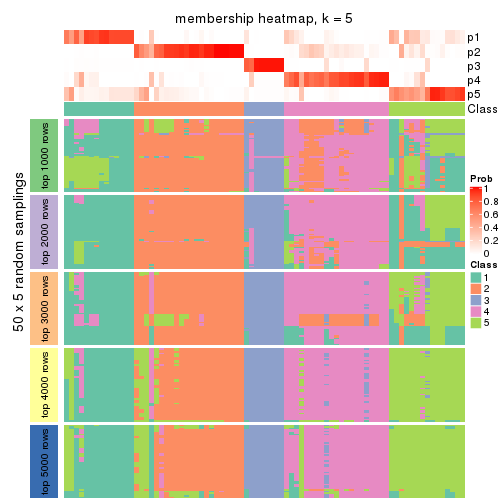 membership heatmap, k = 5
p1
p2
p3
p4
p5
Class
50 x 5 random samplings
top 1000 rows
top 2000 rows
top 3000 rows
top 4000 rows
top 5000 rows
Prob
1
0.8
0.6
0.4
0.2
0
Class
1
2
3
4
5